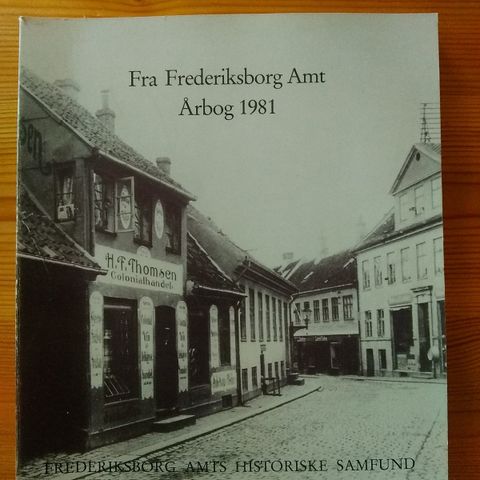 Fra Frederiksborg Amt
Årbog 1981
H. F. Thomsen
Colonialhandel
FREDERIKSBORG AMTS HISTORISKE SAMFUND